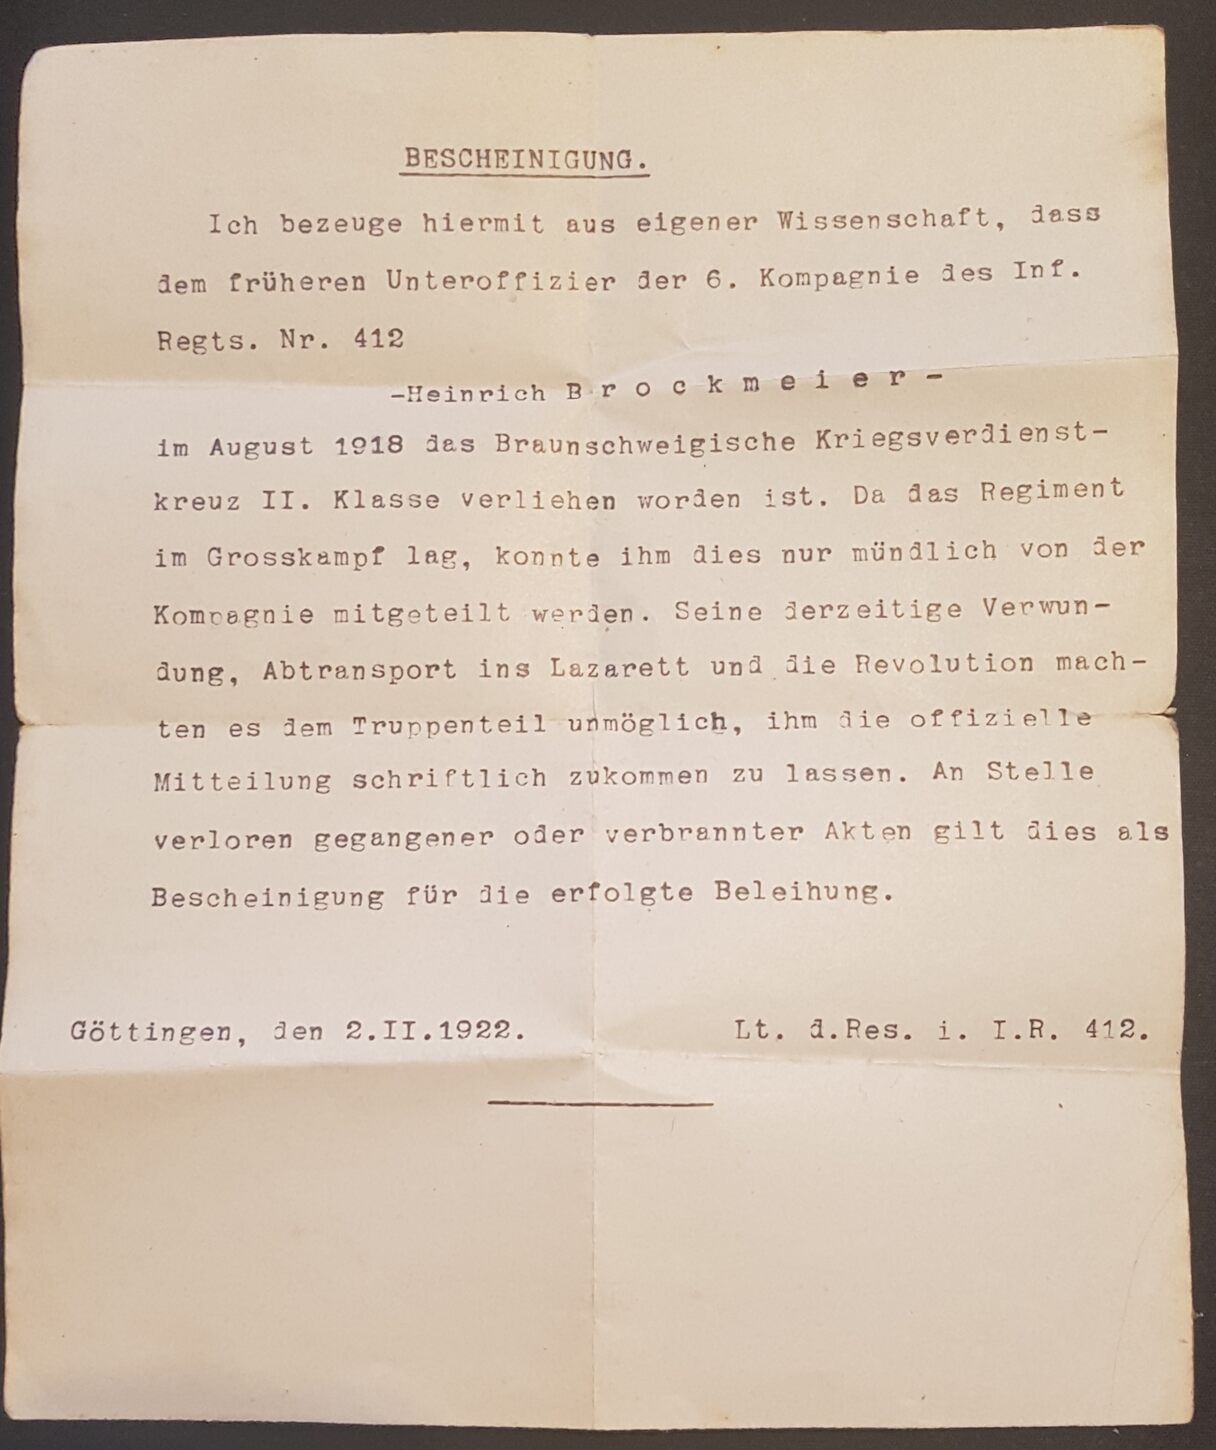 BESCHEINIGUNG.
Ich bezeuge hiermit aus eigener Wissenschaft, dass
dem früheren Unteroffizier der 6. Kompagnie des Inf.
Regts. Nr. 412
-Heinrich B r o c k m e i e r -
im August 1918 das Braunschweigische Kriegsverdienst-
kreuz II. Klasse verliehen worden ist. Da das Regiment
im Grosskampf lag, konnte ihm dies nur mündlich von der
Kompagnie mitgeteilt werden. Seine derzeitige Verwun-
dung, Abtransport ins Lazarett und die Revolution mach-
ten es dem Truppenteil unmöglich, ihm die offizielle
Mitteilung schriftlich zukommen zu lassen. An Stelle
verloren gegangener oder verbrannter Akten gilt dies als
Bescheinigung für die erfolgte Beleihung.
Göttingen, den 2.II.1922. Lt. d.Res. i. I.R. 412.